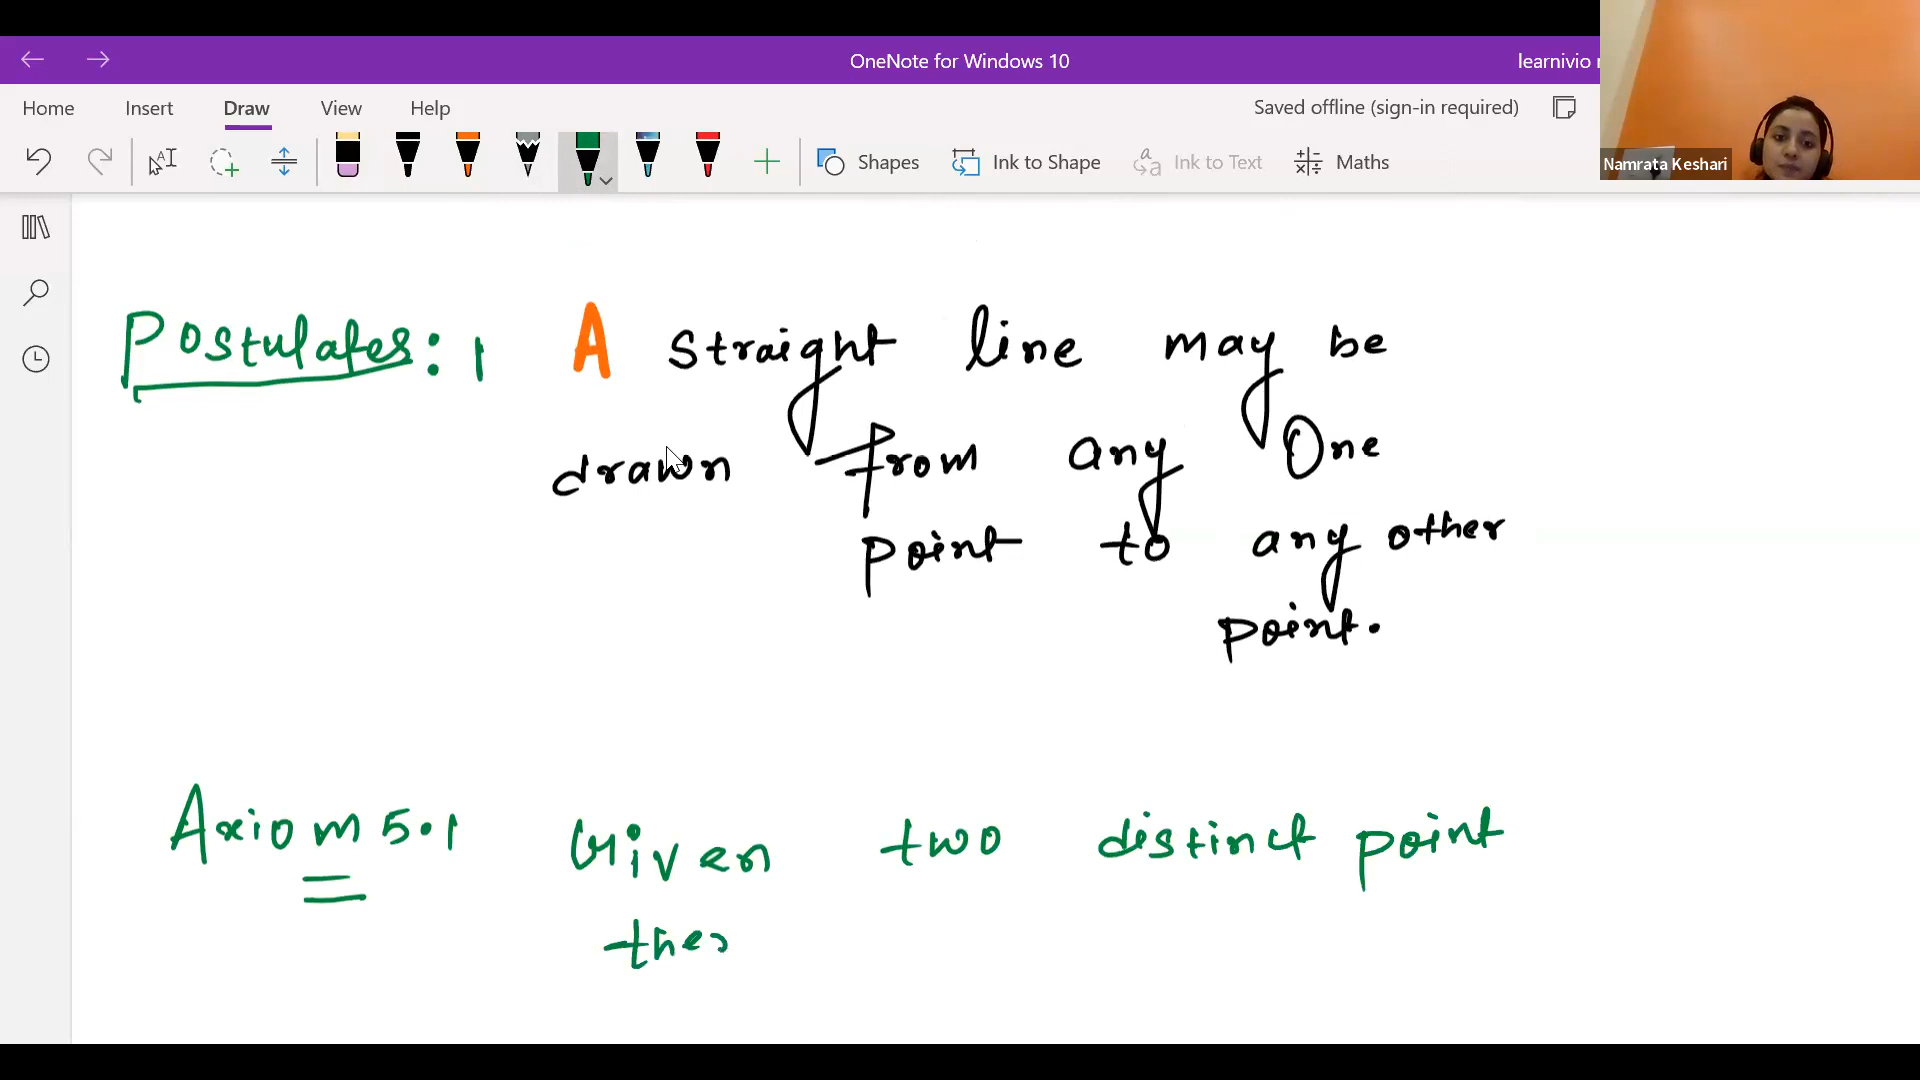 OneNote for Windows 10
learnivio
Home Insert Draw View Help
Saved offline (sign-in required)
Shapes Ink to Shape Ink to Text Maths
Namrata Keshari
Postulates: 1 A straight line may be
drawn from any One
point to any other
point.
Axiom 5.1 Given two distinct point
ther